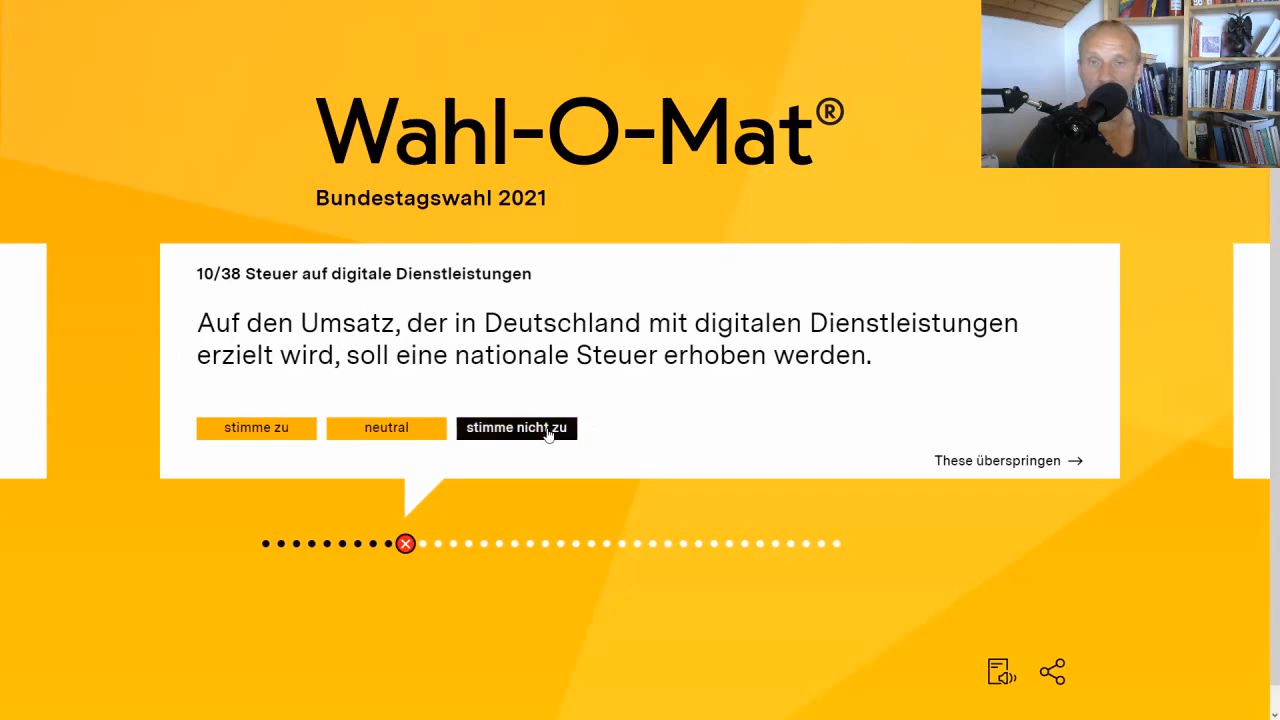 Wahl-O-Mat®
Bundestagswahl 2021
10/38 Steuer auf digitale Dienstleistungen
Auf den Umsatz, der in Deutschland mit digitalen Dienstleistungen
erzielt wird, soll eine nationale Steuer erhoben werden.
stimme zu
neutral
stimme nicht zu
These überspringen →